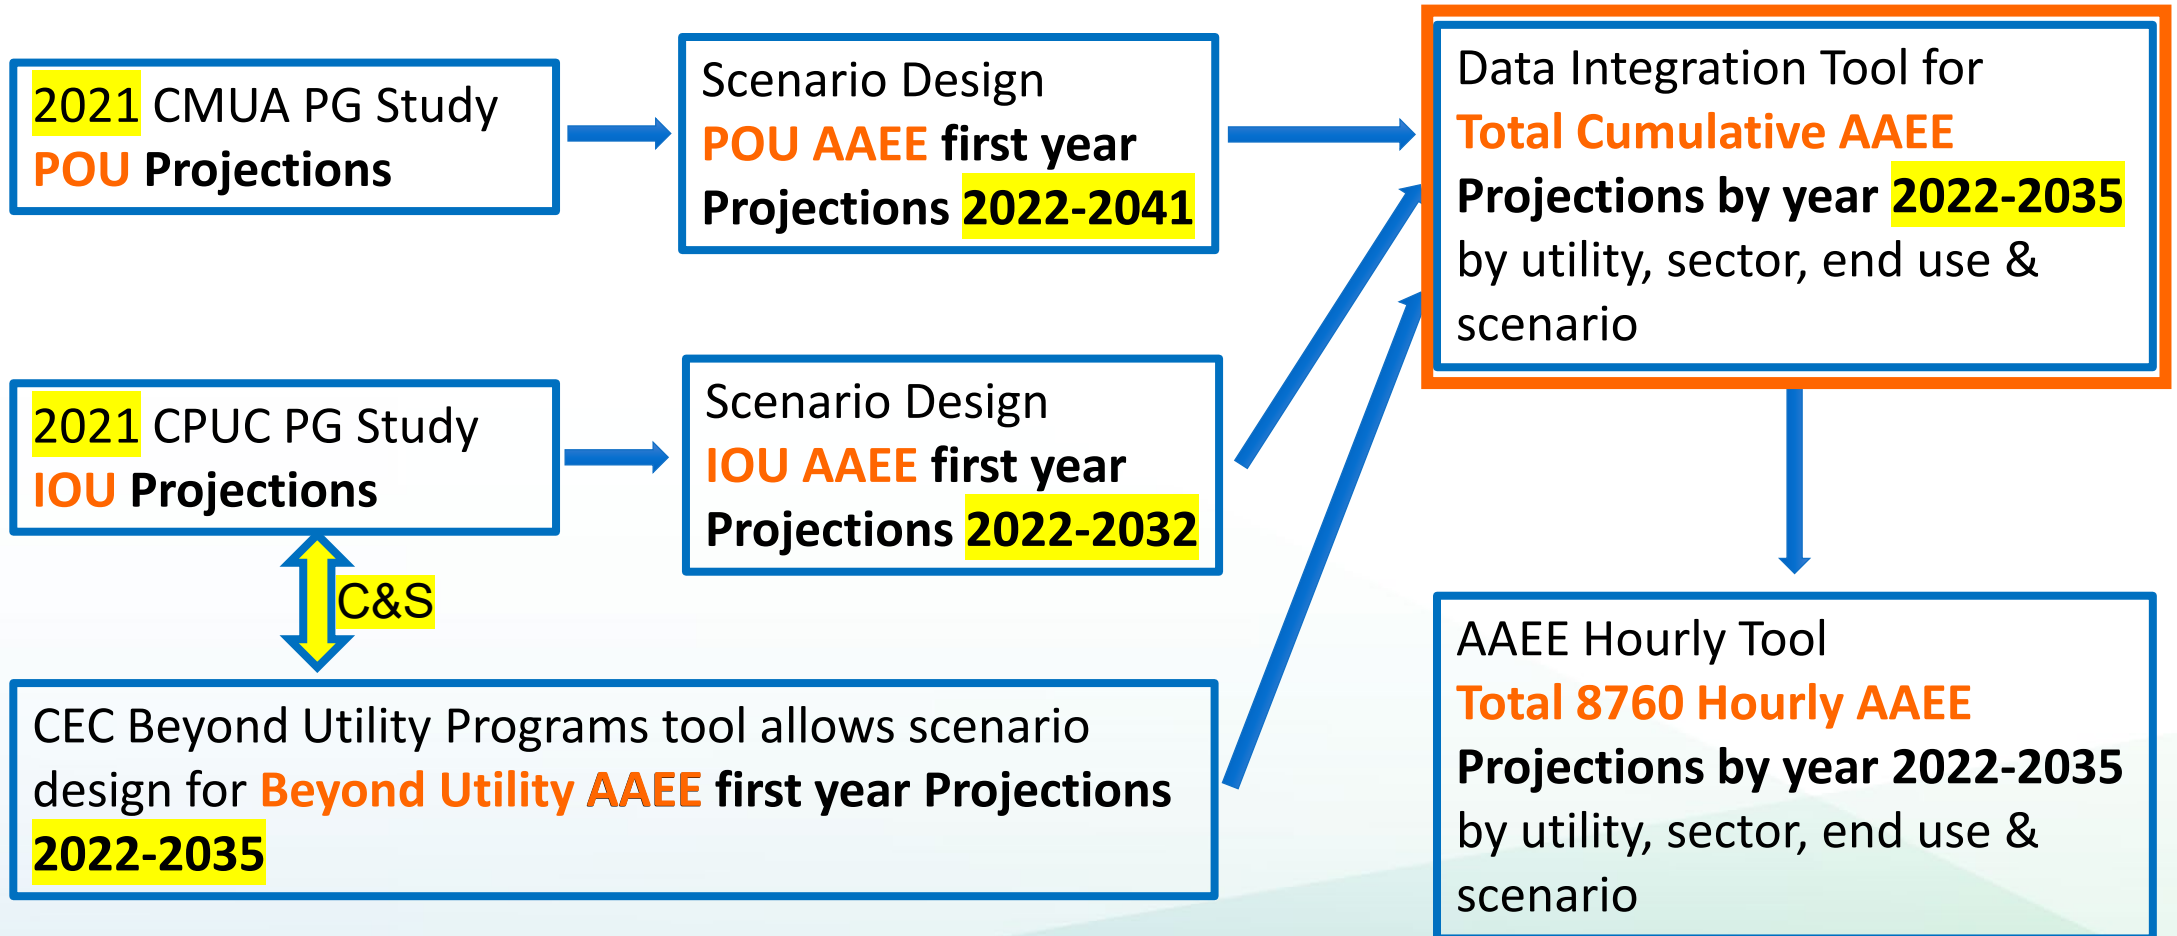 2021 CMUA PG Study
POU Projections
Scenario Design
POU AAEE first year
Projections 2022-2041
Data Integration Tool for
Total Cumulative AAEE
Projections by year 2022-2035
by utility, sector, end use &
scenario
2021 CPUC PG Study
IOU Projections
Scenario Design
IOU AAEE first year
Projections 2022-2032
C&S
CEC Beyond Utility Programs tool allows scenario
design for Beyond Utility AAEE first year Projections
2022-2035
AAEE Hourly Tool
Total 8760 Hourly AAEE
Projections by year 2022-2035
by utility, sector, end use &
scenario